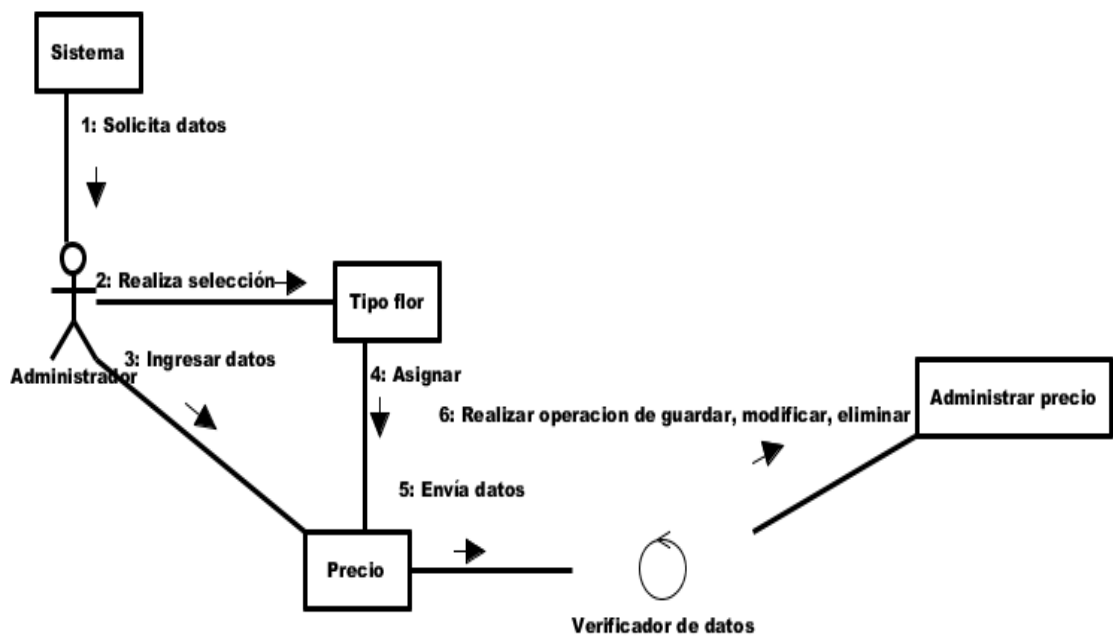 Sistema
1: Solicita datos
2: Realiza selección
Tipo flor
3: Ingresar datos
Administrador
4: Asignar
Administrar precio
6: Realizar operacion de guardar, modificar, eliminar
5: Envía datos
Precio
Verificador de datos